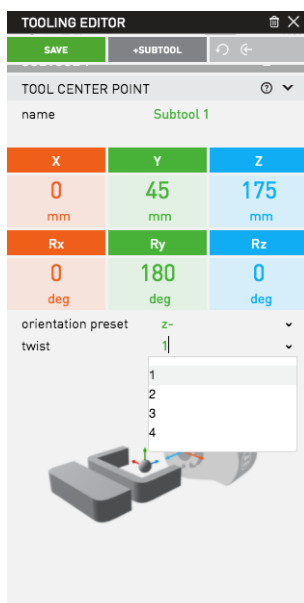 TOOLING EDITOR
SAVE +SUBTOOL
TOOL CENTER POINT
name Subtool 1
X Y Z
0 45 175
mm mm mm
Rx Ry Rz
0 180 0
deg deg deg
orientation preset z-
twist 1
1
2
3
4